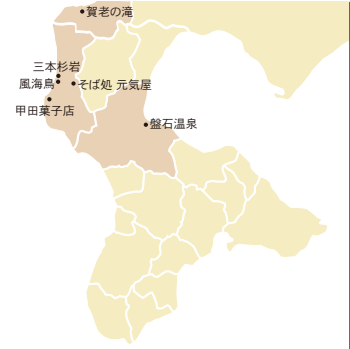 賀老の滝
三本杉岩
風海鳥
そば処 元気屋
甲田菓子店
盤石温泉